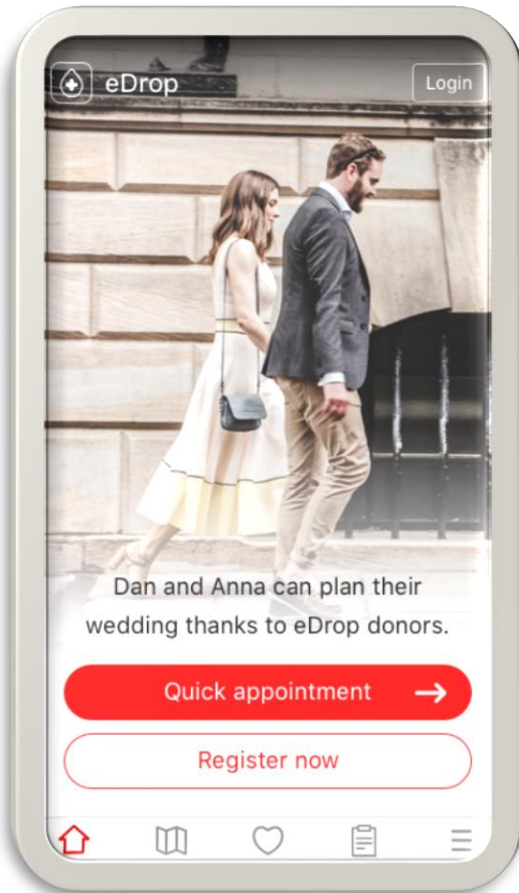 eDrop
Login
Dan and Anna can plan their
wedding thanks to eDrop donors.
Quick appointment
Register now